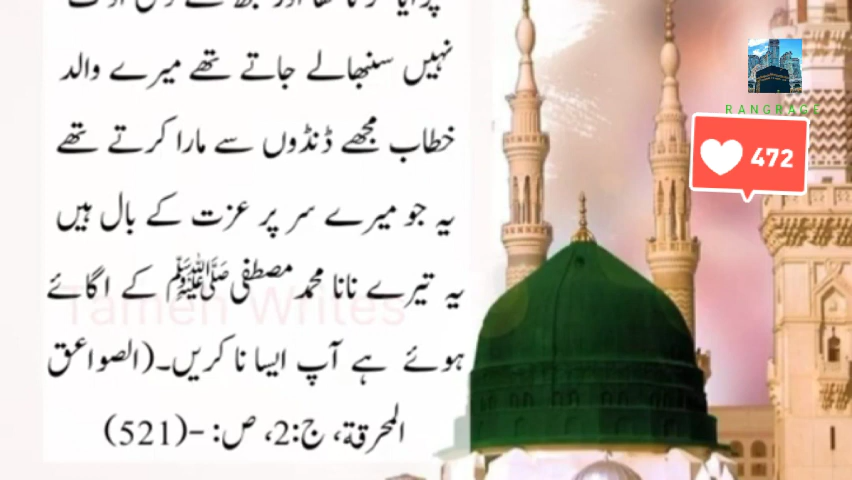 نہیں سنبھالے جاتے تھے میرے والد
خطاب مجھے ڈنڈوں سے مارا کرتے تھے
یہ جو میرے سر پر عزت کے بال ہیں
یہ تیرے نانا محمد مصطفی ﷺ کے اگائے
ہوئے ہے آپ ایسا نا کریں۔(الصواعق
المحرقة، ج:2، ص: -(521)
Tameh Writes
RANGRAGE
472